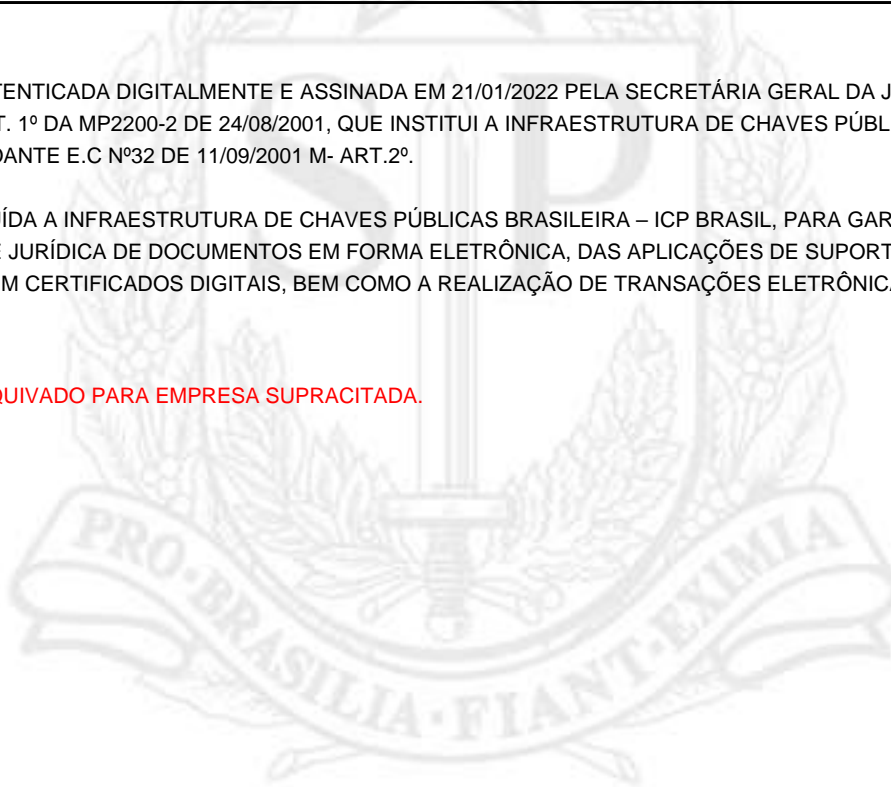 TENTICADA DIGITALMENTE E ASSINADA EM 21/01/2022 PELA SECRETÁRIA GERAL DA J
T. 1º DA MP2200-2 DE 24/08/2001, QUE INSTITUI A INFRAESTRUTURA DE CHAVES PÚBL
DANTE E.C Nº32 DE 11/09/2001 M- ART.2º.
UÍDA A INFRAESTRUTURA DE CHAVES PÚBLICAS BRASILEIRA – ICP BRASIL, PARA GAR
E JURÍDICA DE DOCUMENTOS EM FORMA ELETRÔNICA, DAS APLICAÇÕES DE SUPORT
M CERTIFICADOS DIGITAIS, BEM COMO A REALIZAÇÃO DE TRANSAÇÕES ELETRÔNICA
QUIVADO PARA EMPRESA SUPRACITADA.
SP
PRO·BRASILIA·FIANT·EXIMIA